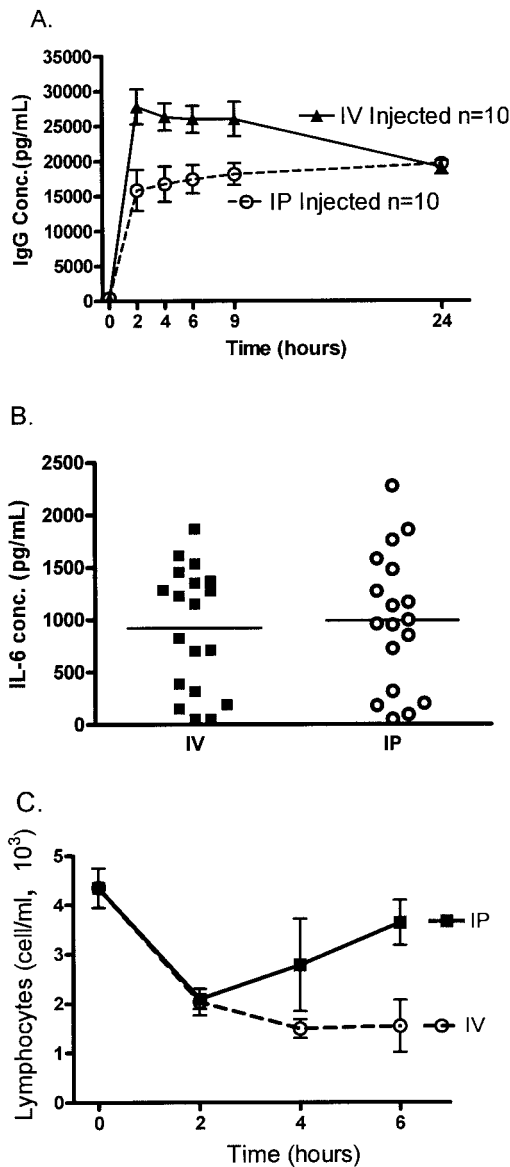 A.
35000
30000
25000
20000
15000
10000
5000
0
IgG Conc.(pg/mL)
IV Injected n=10
IP Injected n=10
0 2 4 6 9 24
Time (hours)
B.
2500
2000
1500
1000
500
0
IL-6 conc. (pg/mL)
IV IP
C.
5
4
3
2
1
0
Lymphocytes (cell/ml, 10³)
IP
IV
0 2 4 6
Time (hours)